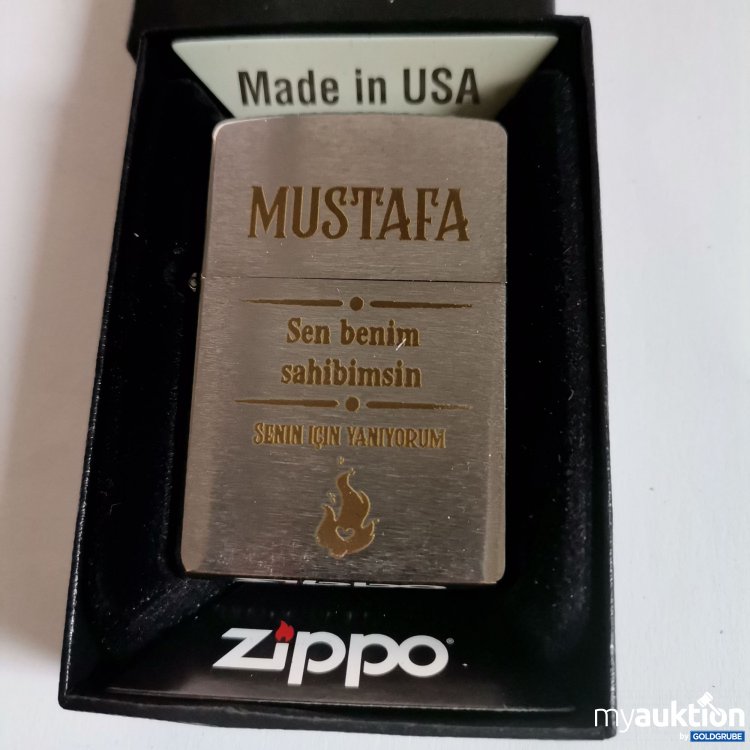 Made in USA
MUSTAFA
Sen benim
sahibimsin
SENIN IÇIN YANIYORUM
zippo®
myauktion
by GOLDGRUBE